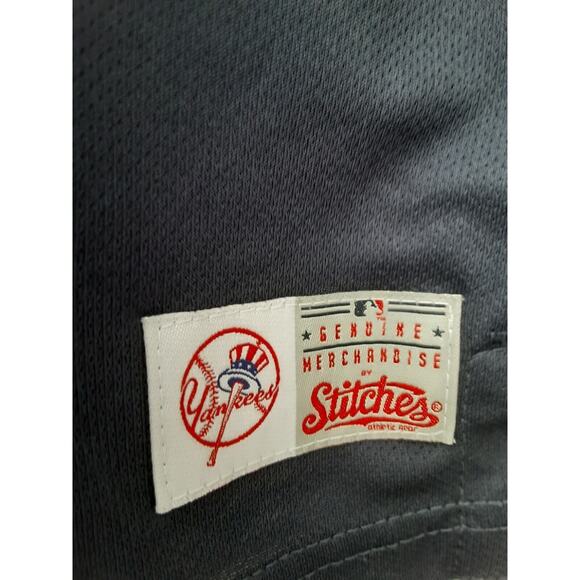 Yankees
GENUINE
MERCHANDISE
BY
Stitches®
athletic gear